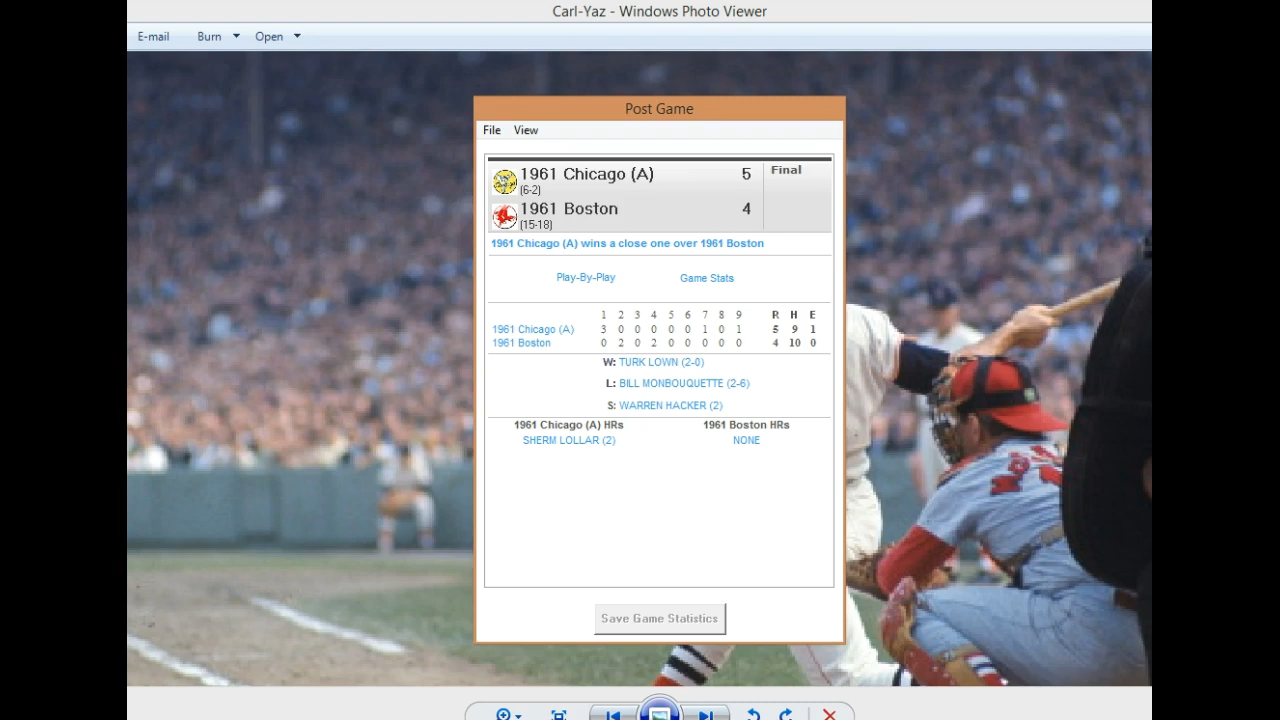 Carl-Yaz - Windows Photo Viewer
E-mail Burn Open
Post Game
File View
1961 Chicago (A) 5 Final
(6-2)
1961 Boston 4
(15-18)
1961 Chicago (A) wins a close one over 1961 Boston
Play-By-Play Game Stats
1 2 3 4 5 6 7 8 9 R H E
1961 Chicago (A) 3 0 0 0 0 0 1 0 1 5 9 1
1961 Boston 0 2 0 2 0 0 0 0 0 4 10 0
W: TURK LOWN (2-0)
L: BILL MONBOUQUETTE (2-6)
S: WARREN HACKER (2)
1961 Chicago (A) HRs 1961 Boston HRs
SHERM LOLLAR (2) NONE
Save Game Statistics